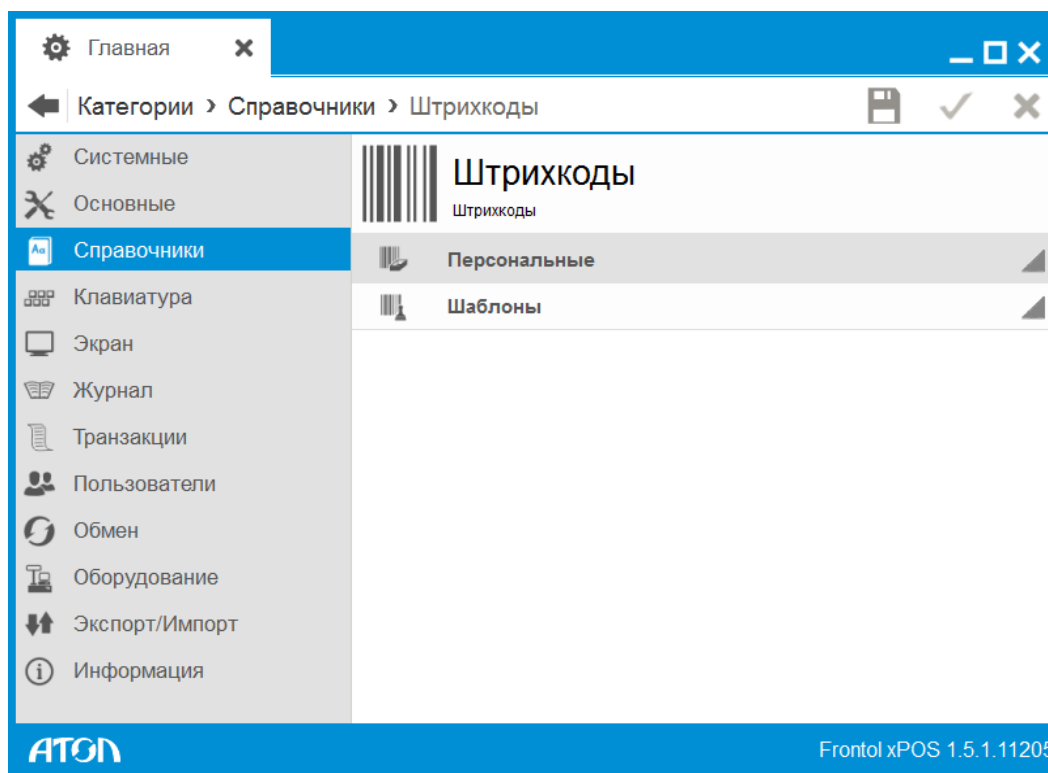 Главная
Категории › Справочники › Штрихкоды
Системные
Основные
Справочники
Клавиатура
Экран
Журнал
Транзакции
Пользователи
Обмен
Оборудование
Экспорт/Импорт
Информация
Штрихкоды
Штрихкоды
Персональные
Шаблоны
ATOL
Frontol xPOS 1.5.1.11205